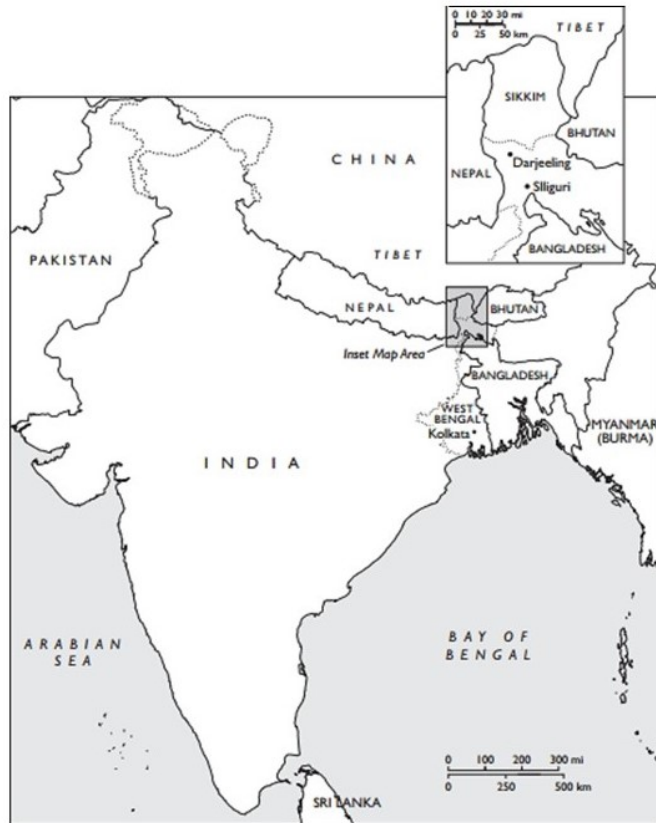 0 10 20 30 mi
0 25 50 km
TIBET
SIKKIM
BHUTAN
Darjeeling
NEPAL
Slliguri
BANGLADESH
CHINA
TIBET
PAKISTAN
NEPAL
BHUTAN
Inset Map Area
BANGLADESH
WEST
BENGAL
Kolkata
MYANMAR
(BURMA)
INDIA
ARABIAN
SEA
BAY OF
BENGAL
0 100 200 300 mi
0 250 500 km
SRI LANKA